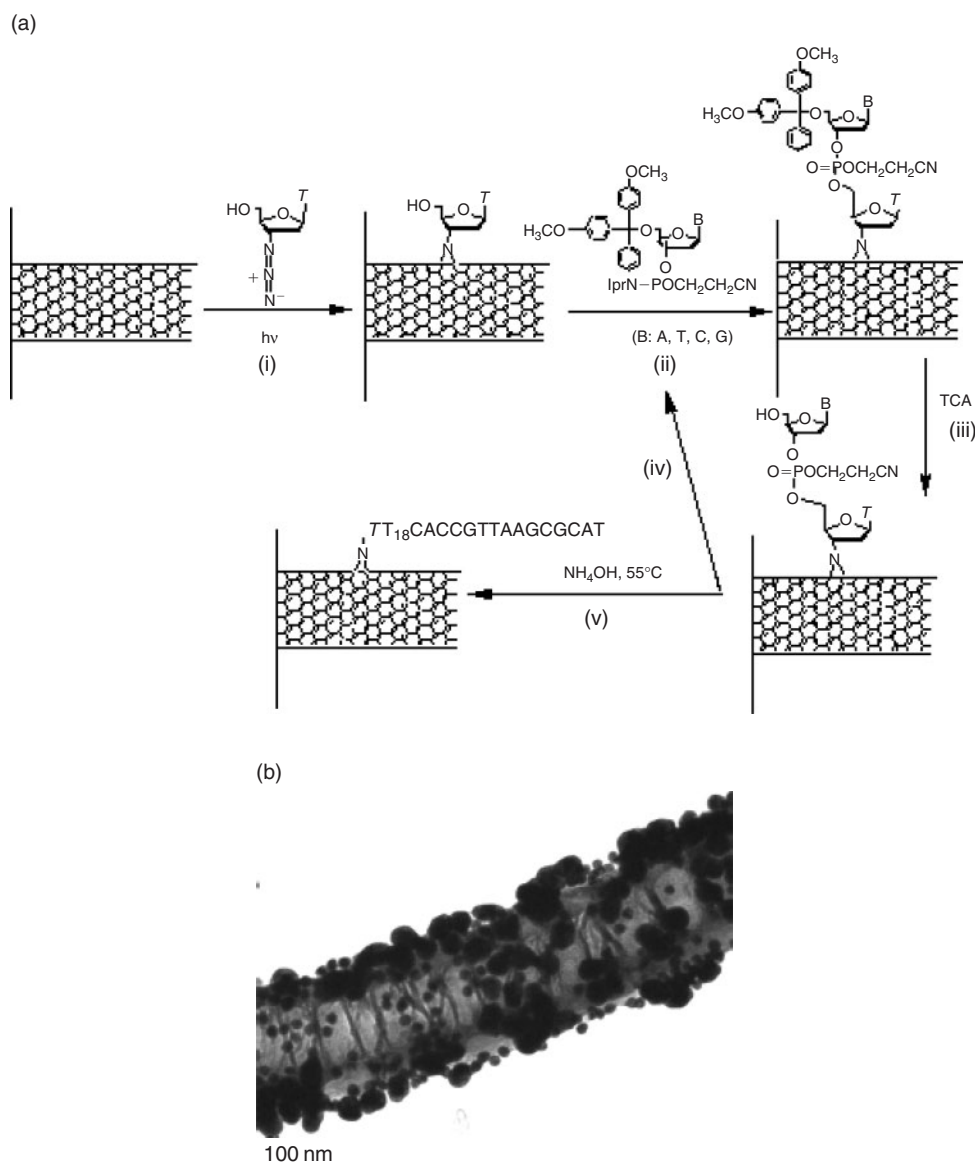 (a)
OCH3
H3CO
O
O
B
O
O=POCH2CH2CN
O
O
T
N
HO
O
T
N
+
N
N−
hν
(i)
HO
O
T
N
OCH3
H3CO
O
O
B
O
IprN−POCH2CH2CN
(B: A, T, C, G)
(ii)
TCA
(iii)
HO
O
B
O
O=POCH2CH2CN
O
O
T
N
(iv)
TT18CACCGTTAAGCGCAT
N
NH4OH, 55°C
(v)
(b)
100 nm